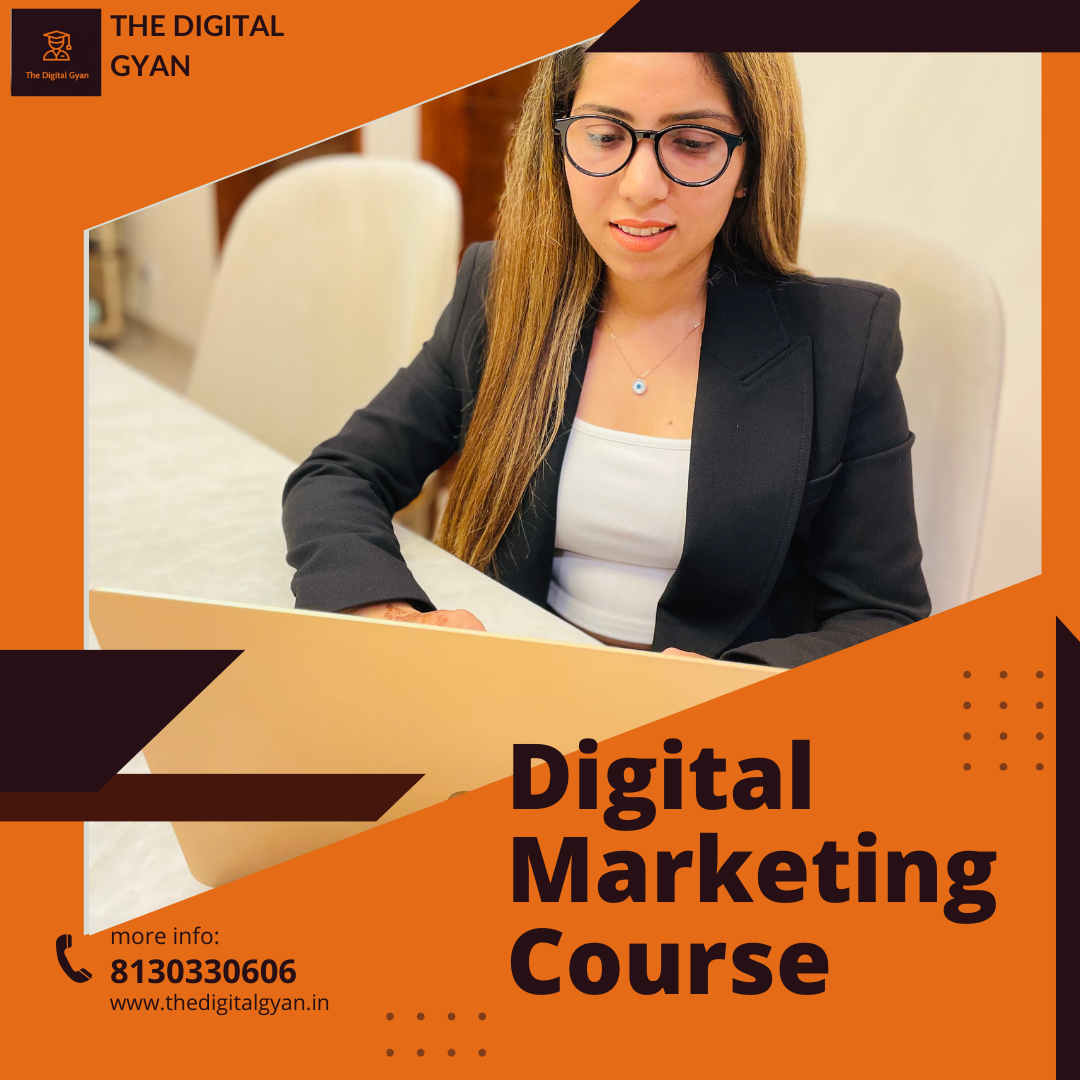 The Digital Gyan
THE DIGITAL
GYAN
Digital
Marketing
Course
more info:
8130330606
www.thedigitalgyan.in